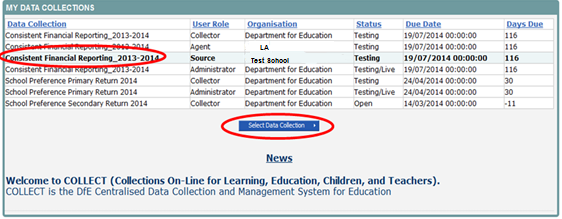 MY DATA COLLECTIONS
Data Collection User Role Organisation Status Due Date Days Due
Consistent Financial Reporting_2013-2014 Collector Department for Education Testing 19/07/2014 00:00:00 116
Consistent Financial Reporting_2013-2014 Agent LA Testing 19/07/2014 00:00:00 116
Consistent Financial Reporting_2013-2014 Source Test School Testing 19/07/2014 00:00:00 116
Consistent Financial Reporting_2013-2014 Administrator Department for Education Testing/Live 19/07/2014 00:00:00 116
School Preference Primary Return 2014 Collector Department for Education Testing 24/04/2014 00:00:00 30
School Preference Primary Return 2014 Administrator Department for Education Testing/Live 24/04/2014 00:00:00 30
School Preference Secondary Return 2014 Collector Department for Education Open 14/03/2014 00:00:00 -11
Select Data Collection
News
Welcome to COLLECT (Collections On-Line for Learning, Education, Children, and Teachers).
COLLECT is the DfE Centralised Data Collection and Management System for Education